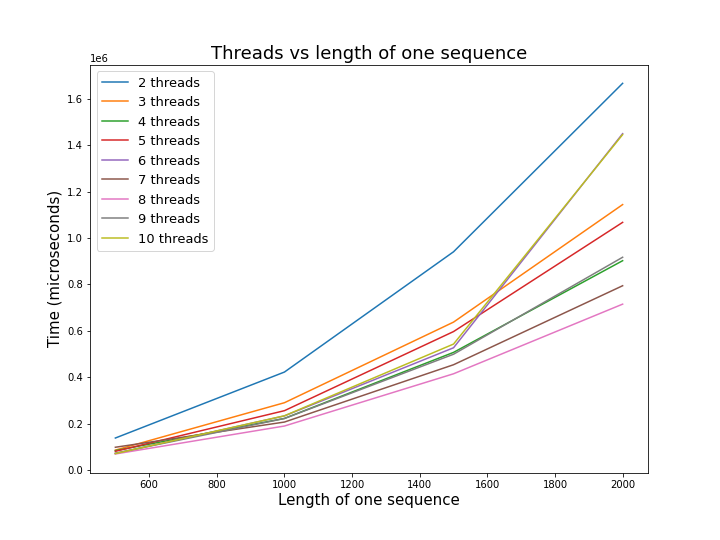 Threads vs length of one sequence
1e6
2 threads
3 threads
4 threads
5 threads
6 threads
7 threads
8 threads
9 threads
10 threads
Time (microseconds)
1.6
1.4
1.2
1.0
0.8
0.6
0.4
0.2
0.0
600 800 1000 1200 1400 1600 1800 2000
Length of one sequence